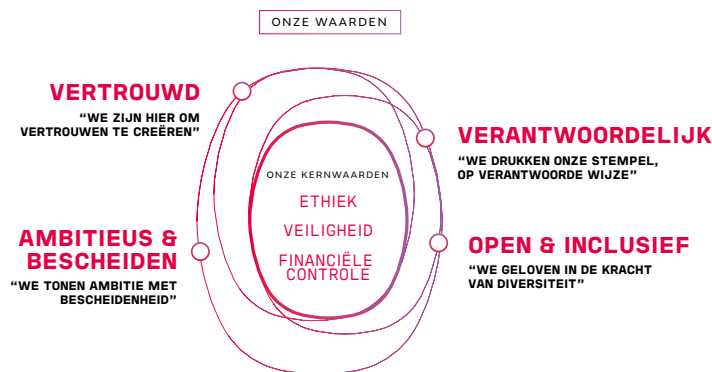 ONZE WAARDEN
VERTROUWD
“WE ZIJN HIER OM
VERTROUWEN TE CREËREN”
VERANTWOORDELIJK
“WE DRUKKEN ONZE STEMPEL,
OP VERANTWOORDE WIJZE”
ONZE KERNWAARDEN
ETHIEK
VEILIGHEID
FINANCIËLE
CONTROLE
AMBITIEUS &
BESCHEIDEN
“WE TONEN AMBITIE MET
BESCHEIDENHEID”
OPEN & INCLUSIEF
“WE GELOVEN IN DE KRACHT
VAN DIVERSITEIT”